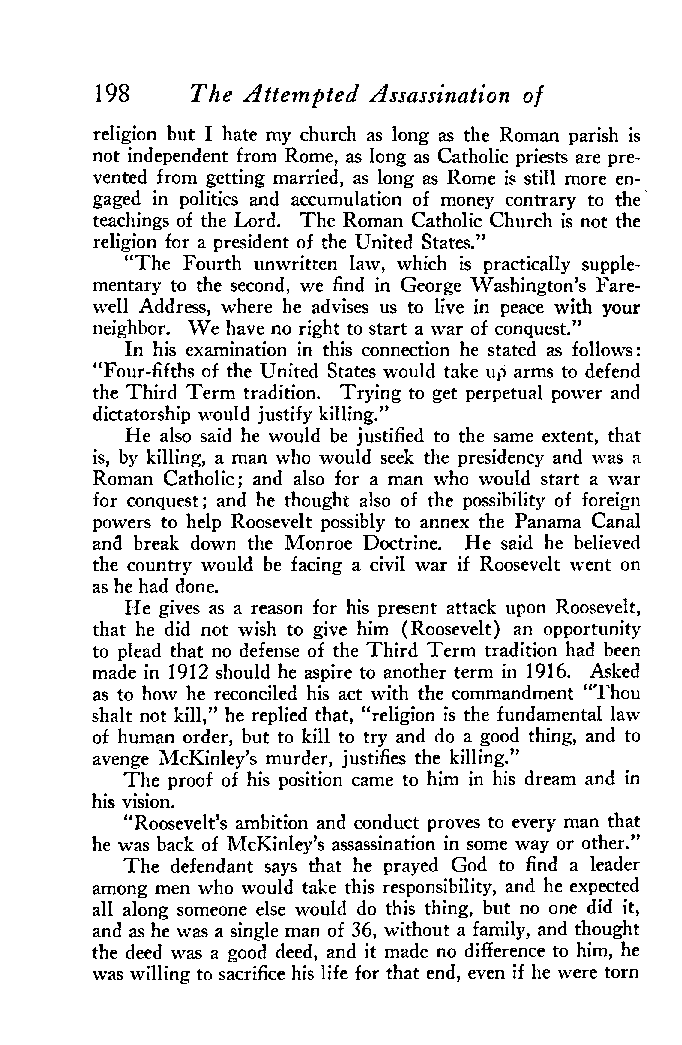 198 The Attempted Assassination of
religion but I hate my church as long as the Roman parish is
not independent from Rome, as long as Catholic priests are pre-
vented from getting married, as long as Rome is still more en-
gaged in politics and accumulation of money contrary to the
teachings of the Lord. The Roman Catholic Church is not the
religion for a president of the United States.”
“The Fourth unwritten law, which is practically supple-
mentary to the second, we find in George Washington’s Fare-
well Address, where he advises us to live in peace with your
neighbor. We have no right to start a war of conquest.”
In his examination in this connection he stated as follows:
“Four-fifths of the United States would take up arms to defend
the Third Term tradition. Trying to get perpetual power and
dictatorship would justify killing.”
He also said he would be justified to the same extent, that
is, by killing, a man who would seek the presidency and was a
Roman Catholic; and also for a man who would start a war
for conquest; and he thought also of the possibility of foreign
powers to help Roosevelt possibly to annex the Panama Canal
and break down the Monroe Doctrine. He said he believed
the country would be facing a civil war if Roosevelt went on
as he had done.
He gives as a reason for his present attack upon Roosevelt,
that he did not wish to give him (Roosevelt) an opportunity
to plead that no defense of the Third Term tradition had been
made in 1912 should he aspire to another term in 1916. Asked
as to how he reconciled his act with the commandment “Thou
shalt not kill,” he replied that, “religion is the fundamental law
of human order, but to kill to try and do a good thing, and to
avenge McKinley’s murder, justifies the killing.”
The proof of his position came to him in his dream and in
his vision.
“Roosevelt’s ambition and conduct proves to every man that
he was back of McKinley’s assassination in some way or other.”
The defendant says that he prayed God to find a leader
among men who would take this responsibility, and he expected
all along someone else would do this thing, but no one did it,
and as he was a single man of 36, without a family, and thought
the deed was a good deed, and it made no difference to him, he
was willing to sacrifice his life for that end, even if he were torn